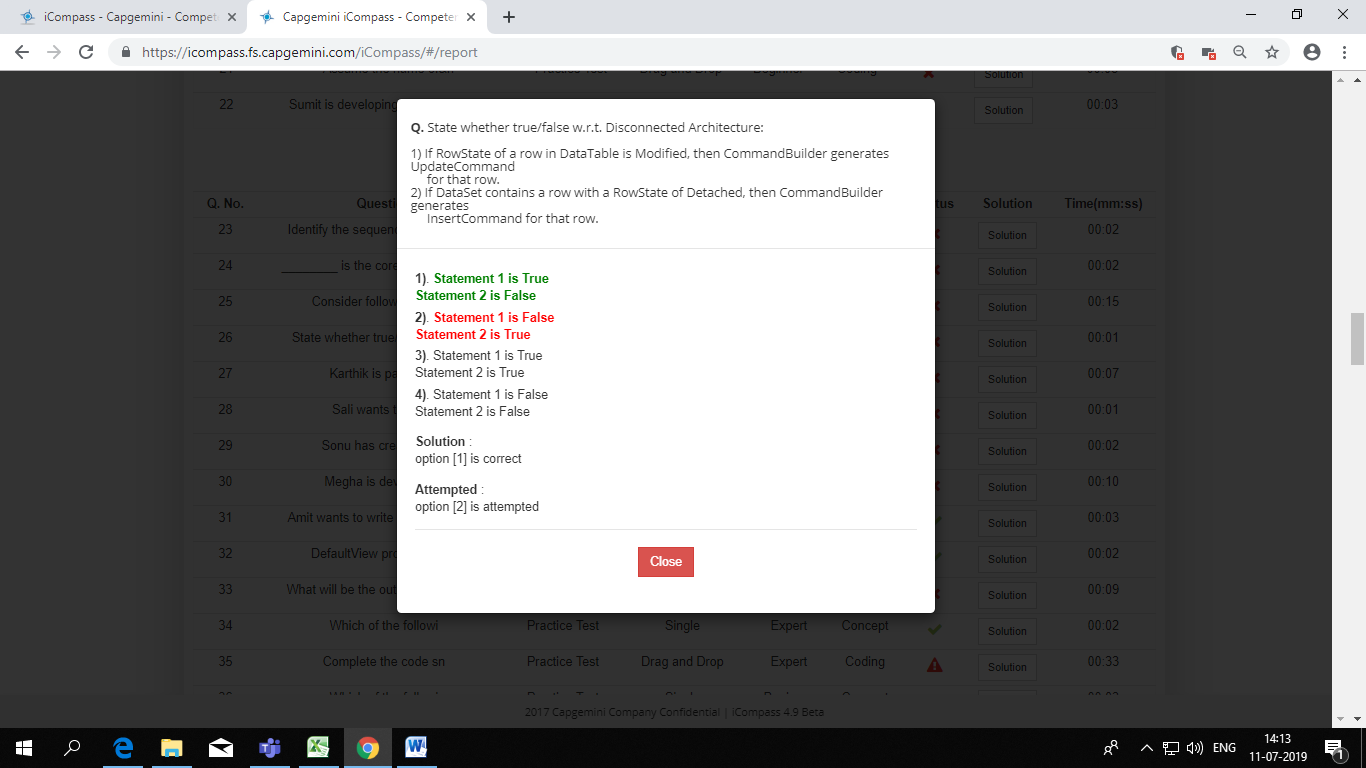 iCompass - Capgemini - Compet
Capgemini iCompass - Competen
https://icompass.fs.capgemini.com/iCompass/#/report
Solution
22 Sumit is developing Solution 00:03
Q. State whether true/false w.r.t. Disconnected Architecture:
1) If RowState of a row in DataTable is Modified, then CommandBuilder generates
UpdateCommand
for that row.
2) If DataSet contains a row with a RowState of Detached, then CommandBuilder
generates
InsertCommand for that row.
1). Statement 1 is True
Statement 2 is False
2). Statement 1 is False
Statement 2 is True
3). Statement 1 is True
Statement 2 is True
4). Statement 1 is False
Statement 2 is False
Solution :
option [1] is correct
Attempted :
option [2] is attempted
Close
Q. No. Questi tus Solution Time(mm:ss)
23 Identify the sequen Solution 00:02
24 ________ is the core Solution 00:02
25 Consider follow Solution 00:15
26 State whether true/ Solution 00:01
27 Karthik is pa Solution 00:07
28 Sali wants t Solution 00:01
29 Sonu has cre Solution 00:02
30 Megha is dev Solution 00:10
31 Amit wants to write Solution 00:03
32 DefaultView pro Solution 00:02
33 What will be the out Solution 00:09
34 Which of the followi Practice Test Single Expert Concept Solution 00:02
35 Complete the code sn Practice Test Drag and Drop Expert Coding Solution 00:33
2017 Capgemini Company Confidential | iCompass 4.9 Beta
ENG
14:13
11-07-2019
1